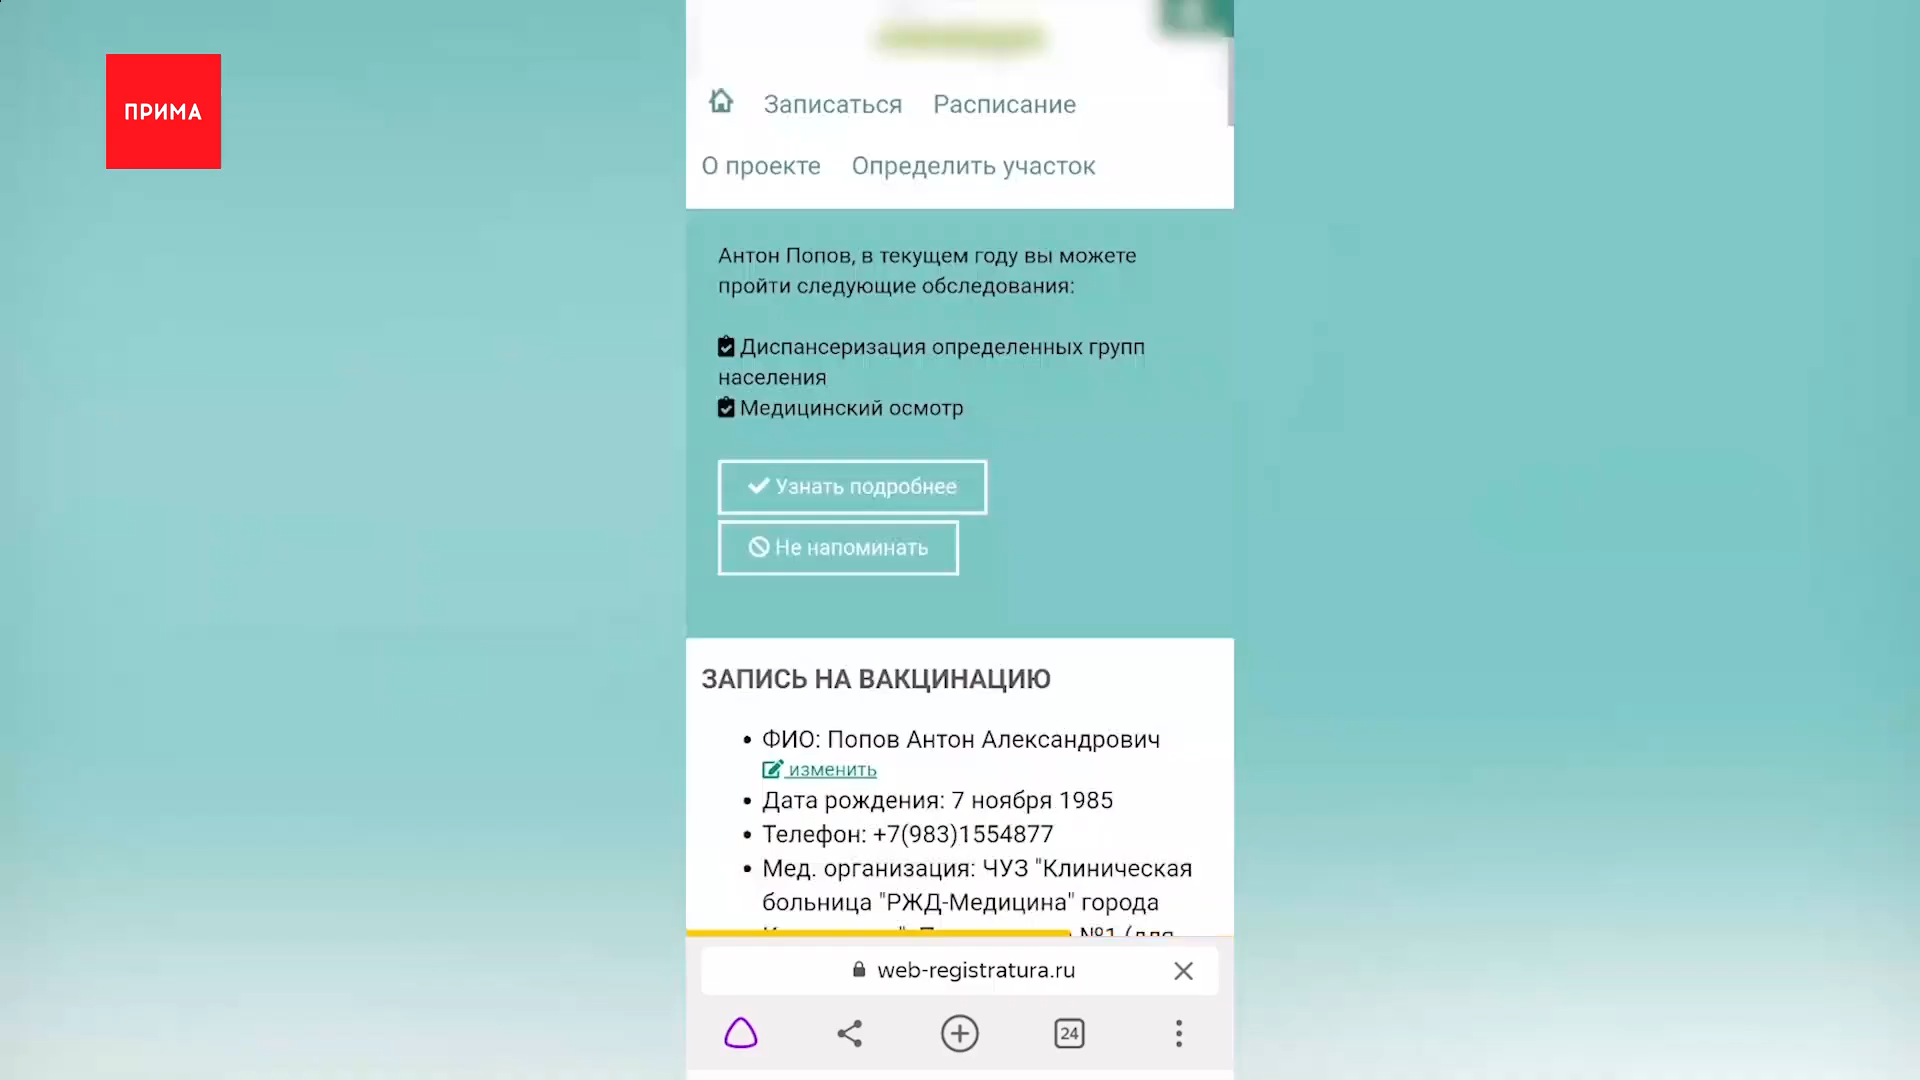 ПРИМА
Записаться Расписание
О проекте Определить участок
Антон Попов, в текущем году вы можете
пройти следующие обследования:
Диспансеризация определенных групп
населения
Медицинский осмотр
Узнать подробнее
Не напоминать
ЗАПИСЬ НА ВАКЦИНАЦИЮ
ФИО: Попов Антон Александрович
изменить
Дата рождения: 7 ноября 1985
Телефон: +7(983)1554877
Мед. организация: ЧУЗ "Клиническая
больница "РЖД-Медицина" города
№1 (для
web-registratura.ru
24